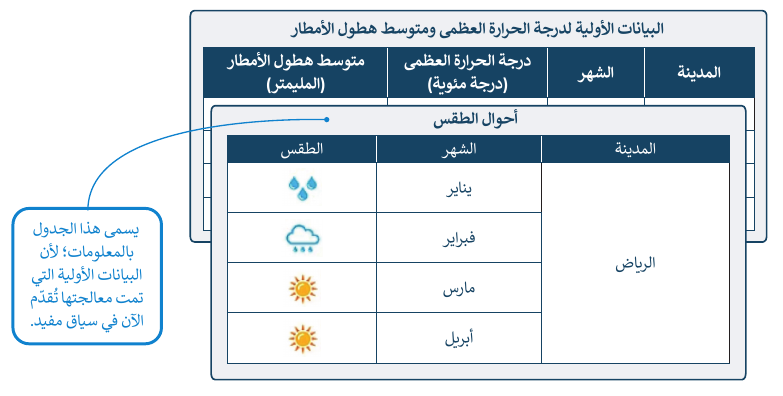 البيانات الأولية لدرجة الحرارة العظمى ومتوسط هطول الأمطار
المدينة الشهر درجة الحرارة العظمى (درجة مئوية) متوسط هطول الأمطار (المليمتر)
أحوال الطقس
المدينة الشهر الطقس
الرياض
يناير
فبراير
مارس
أبريل
يسمى هذا الجدول
بالمعلومات؛ لأن
البيانات الأولية التي
تمت معالجتها تُقدّم
الآن في سياق مفيد.